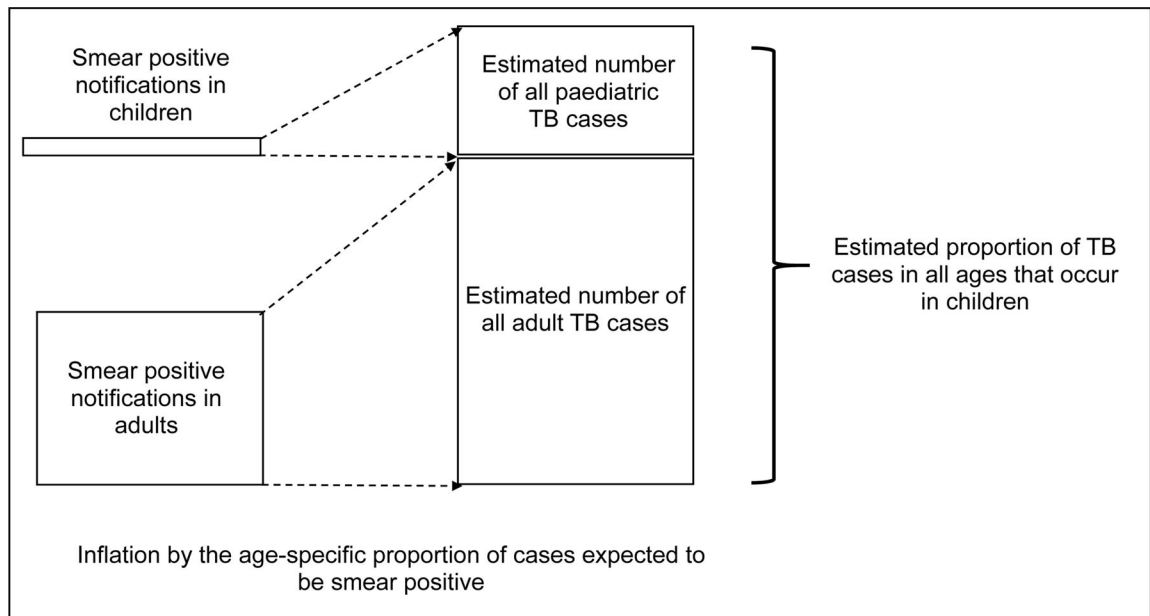 Smear positive
notifications in
children
Estimated number
of all paediatric
TB cases
Smear positive
notifications in
adults
Estimated number of
all adult TB cases
Estimated proportion of TB
cases in all ages that occur
in children
Inflation by the age-specific proportion of cases expected to
be smear positive